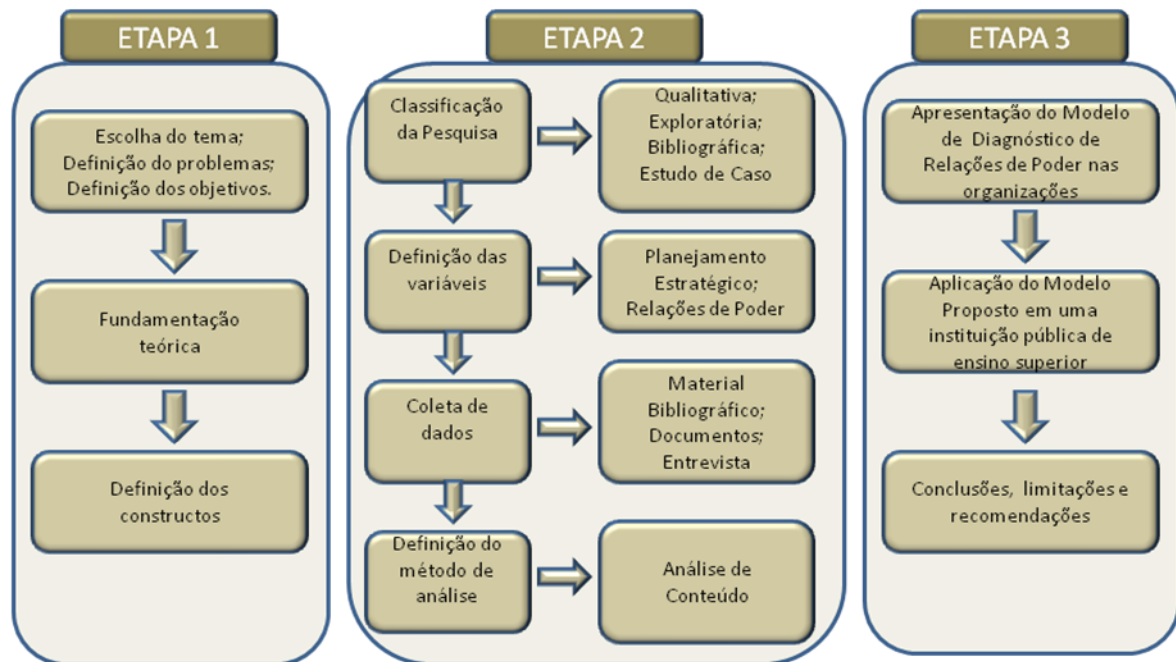 ETAPA 1
Escolha do tema;
Definição do problemas;
Definição dos objetivos.
Fundamentação
teórica
Definição dos
constructos
ETAPA 2
Classificação
da Pesquisa
Qualitativa;
Exploratória;
Bibliográfica;
Estudo de Caso
Definição das
variáveis
Planejamento
Estratégico;
Relações de Poder
Coleta de
dados
Material
Bibliográfico;
Documentos;
Entrevista
Definição do
método de
análise
Análise de
Conteúdo
ETAPA 3
Apresentação do Modelo
de Diagnóstico de
Relações de Poder nas
organizações
Aplicação do Modelo
Proposto em uma
instituição pública de
ensino superior
Conclusões, limitações e
recomendações